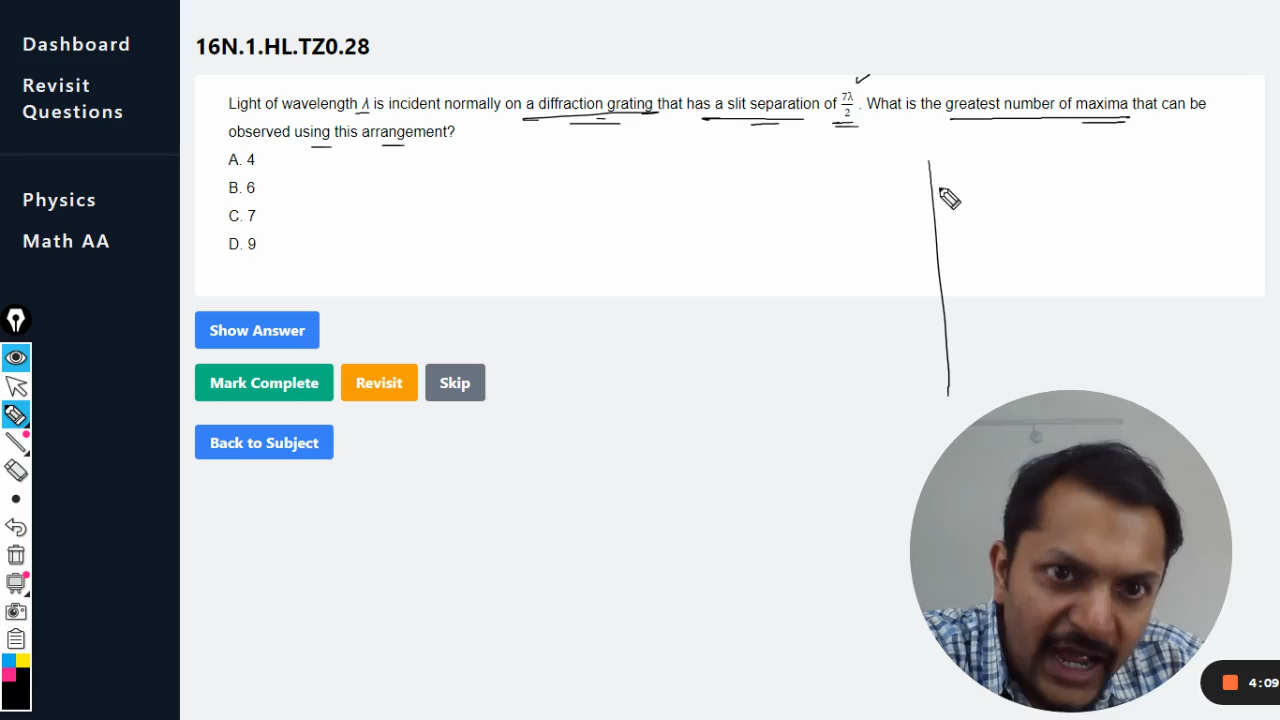 Dashboard
Revisit
Questions
Physics
Math AA
16N.1.HL.TZ0.28
Light of wavelength λ is incident normally on a diffraction grating that has a slit separation of 7λ/2 . What is the greatest number of maxima that can be
observed using this arrangement?
A. 4
B. 6
C. 7
D. 9
Show Answer
Mark Complete Revisit Skip
Back to Subject
4:09